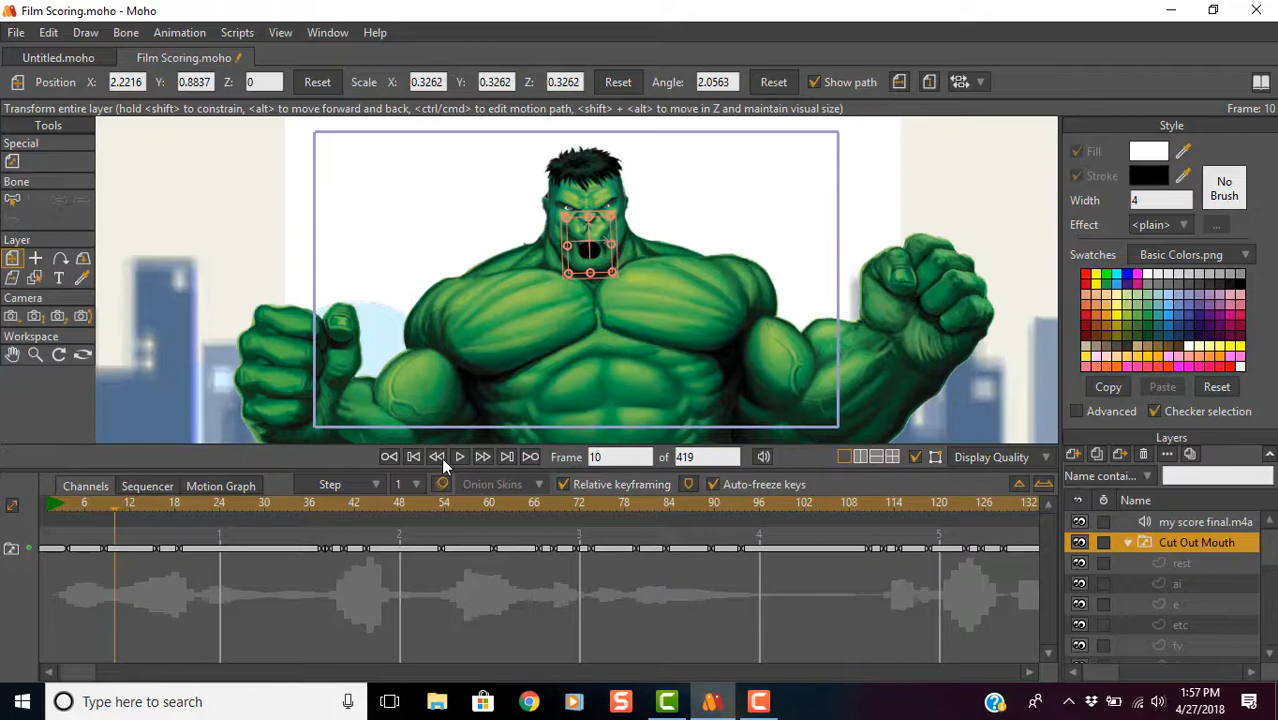 Film Scoring.moho - Moho
File Edit Draw Bone Animation Scripts View Window Help
Untitled.moho Film Scoring.moho
Position X: 2.2216 Y: 0.8837 Z: 0 Reset Scale X: 0.3262 Y: 0.3262 Z: 0.3262 Reset Angle: 2.0563 Reset Show path
Transform entire layer (hold <shift> to constrain, <alt> to move forward and back, <ctrl/cmd> to edit motion path, <shift> + <alt> to move in Z and maintain visual size) Frame: 10
Tools
Special
Bone
Layer
Camera
Workspace
Style
Fill
Stroke
No
Brush
Width 4
Effect <plain> ...
Swatches Basic Colors.png
Copy Paste Reset
Advanced Checker selection
Layers
Name contai...
Name
my score final.m4a
Cut Out Mouth
rest
ai
e
etc
fv
Frame 10 of 419 Display Quality
Channels Sequencer Motion Graph Step 1 Onion Skins Relative keyframing Auto-freeze keys
6 12 18 24 30 36 42 48 54 60 66 72 78 84 90 96 102 108 114 120 126 132
1 2 3 4 5
Type here to search
1:57 PM
4/27/2018